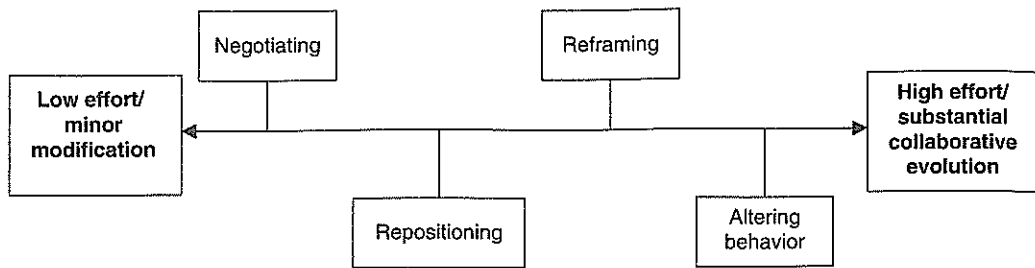 Negotiating
Reframing
Low effort/
minor
modification
High effort/
substantial
collaborative
evolution
Repositioning
Altering
behavior